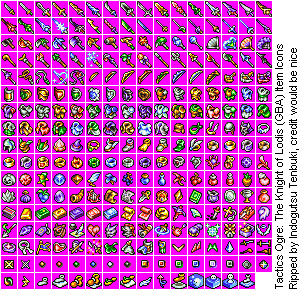 Tactics Ogre: The Knight of Lodis (GBA) Item Icons
Ripped by Indogutsu Tenbuki, credit would be nice